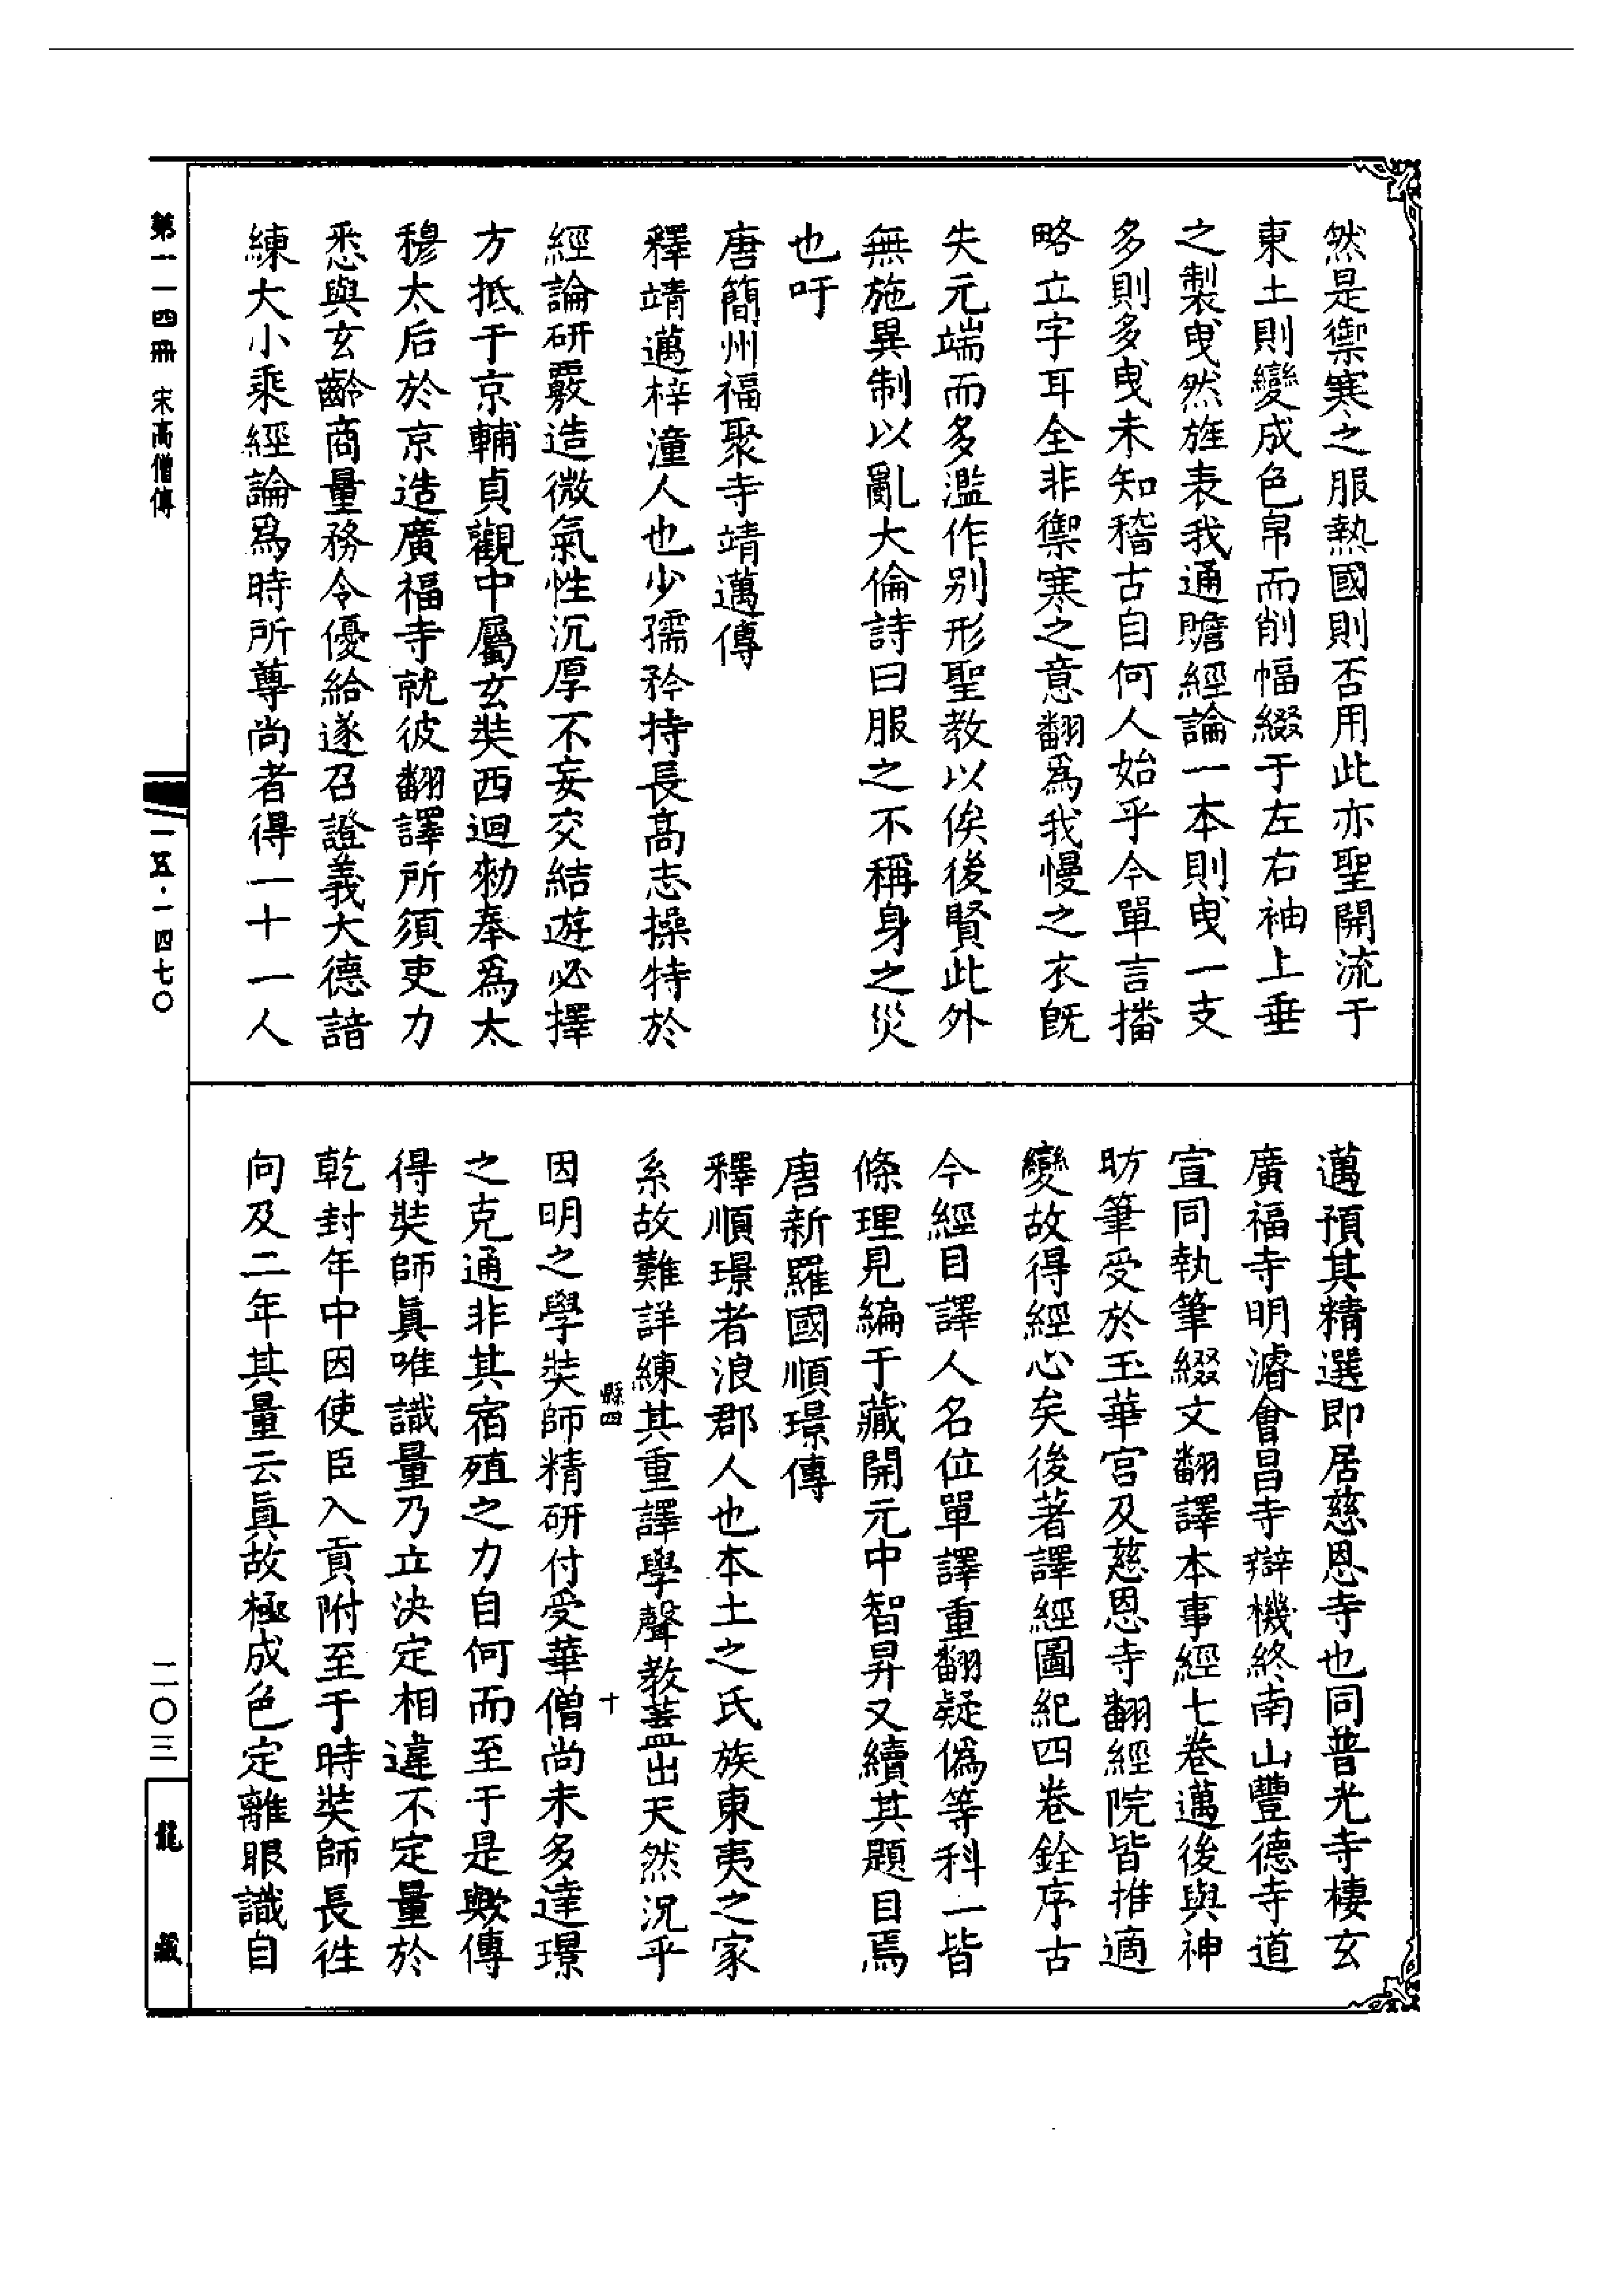 然是禦寒之服熱國則否用此亦聖開流于
東土則變成色帛而削幅綴于左右袖上垂
之製曳然旌表我通贍經論一本則曳一支
多則多曳未知稽古自何人始乎今單言播
略立字耳全非禦寒之意翻爲我慢之衣旣
失元端而多濫作别形聖教以俟後賢此外
無施異制以亂大倫詩曰服之不稱身之災
也吁
唐簡州福聚寺靖邁傳
釋靖邁梓潼人也少孺矜持長髙志操特於
經論研覈造微氣性沉厚不妄交結遊必擇
方抵于京輔貞觀中屬玄奘西迴勑奉爲太
穆太后於京造廣福寺就彼翻譯所須吏力
悉與玄齡商量務令優給遂召證義大德諳
練大小乘經論爲時所尊尚者得一十一人
邁預其精選即居慈恩寺也同普光寺棲玄
廣福寺明濬會昌寺辯機終南山豐德寺道
宣同執筆綴文翻譯本事經七卷邁後與神
昉筆受於玉華宫及慈恩寺翻經院皆推適
變故得經心矣後著譯經圖紀四卷銓序古
今經目譯人名位單譯重翻疑僞等科一皆
條理見編于藏開元中智昇又續其題目焉
唐新羅國順璟傳
釋順璟者浪郡人也本土之氏族東夷之家
系故難詳練其重譯學聲教葢出天然況乎
縣四 十
因明之學奘師精研付受華僧尚未多達璟
之克通非其宿殖之力自何而至于是歟傳
得奘師眞唯識量乃立決定相違不定量於
乾封年中因使臣入貢附至于時奘師長徃
向及二年其量云眞故極成色定離眼識自
第一一四冊 宋高僧傳
一五·一四七〇
二〇三
龍藏